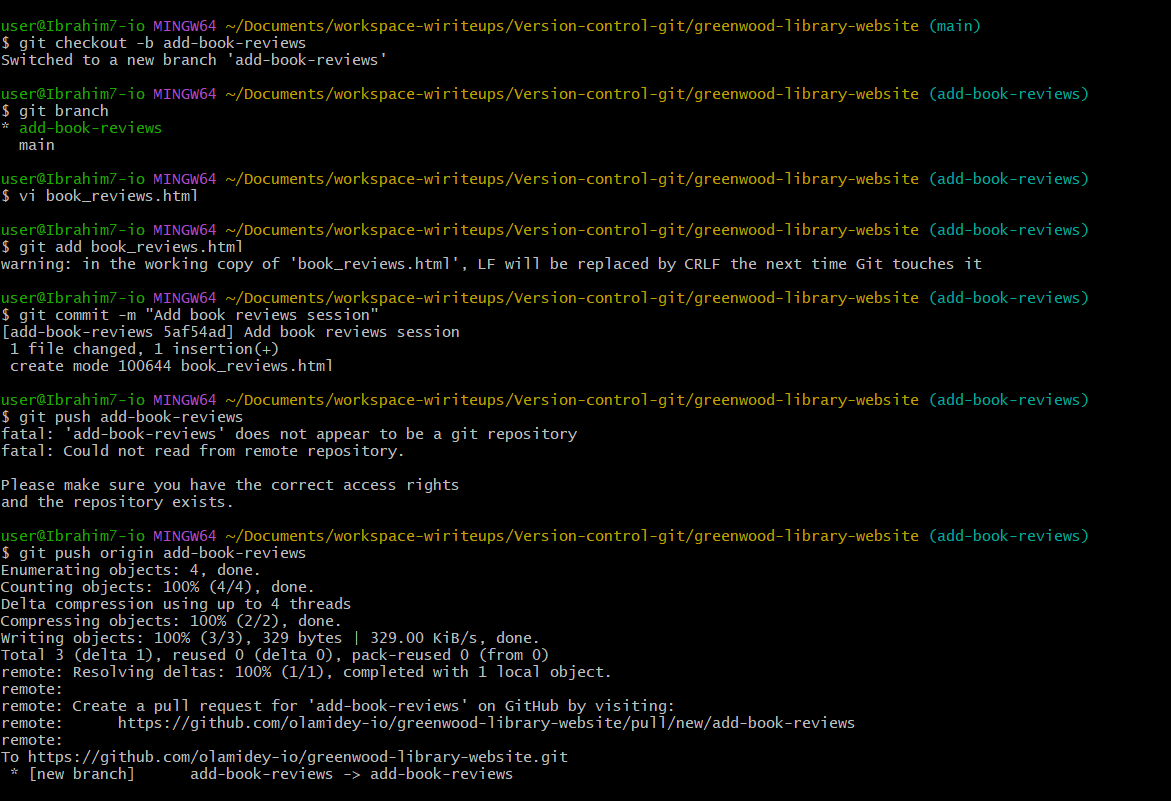 user@Ibrahim7-io MINGW64 ~/Documents/workspace-wiriteups/Version-control-git/greenwood-library-website (main)
$ git checkout -b add-book-reviews
Switched to a new branch 'add-book-reviews'
user@Ibrahim7-io MINGW64 ~/Documents/workspace-wiriteups/Version-control-git/greenwood-library-website (add-book-reviews)
$ git branch
* add-book-reviews
main
user@Ibrahim7-io MINGW64 ~/Documents/workspace-wiriteups/Version-control-git/greenwood-library-website (add-book-reviews)
$ vi book_reviews.html
user@Ibrahim7-io MINGW64 ~/Documents/workspace-wiriteups/Version-control-git/greenwood-library-website (add-book-reviews)
$ git add book_reviews.html
warning: in the working copy of 'book_reviews.html', LF will be replaced by CRLF the next time Git touches it
user@Ibrahim7-io MINGW64 ~/Documents/workspace-wiriteups/Version-control-git/greenwood-library-website (add-book-reviews)
$ git commit -m "Add book reviews session"
[add-book-reviews 5af54ad] Add book reviews session
1 file changed, 1 insertion(+)
create mode 100644 book_reviews.html
user@Ibrahim7-io MINGW64 ~/Documents/workspace-wiriteups/Version-control-git/greenwood-library-website (add-book-reviews)
$ git push add-book-reviews
fatal: 'add-book-reviews' does not appear to be a git repository
fatal: Could not read from remote repository.
Please make sure you have the correct access rights
and the repository exists.
user@Ibrahim7-io MINGW64 ~/Documents/workspace-wiriteups/Version-control-git/greenwood-library-website (add-book-reviews)
$ git push origin add-book-reviews
Enumerating objects: 4, done.
Counting objects: 100% (4/4), done.
Delta compression using up to 4 threads
Compressing objects: 100% (2/2), done.
Writing objects: 100% (3/3), 329 bytes | 329.00 KiB/s, done.
Total 3 (delta 1), reused 0 (delta 0), pack-reused 0 (from 0)
remote: Resolving deltas: 100% (1/1), completed with 1 local object.
remote:
remote: Create a pull request for 'add-book-reviews' on GitHub by visiting:
remote:      https://github.com/olamidey-io/greenwood-library-website/pull/new/add-book-reviews
remote:
To https://github.com/olamidey-io/greenwood-library-website.git
* [new branch]      add-book-reviews -> add-book-reviews